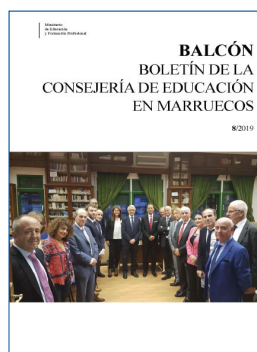 Ministerio
de Educación
y Formación Profesional
BALCÓN
BOLETÍN DE LA
CONSEJERÍA DE EDUCACIÓN
EN MARRUECOS
8/2019